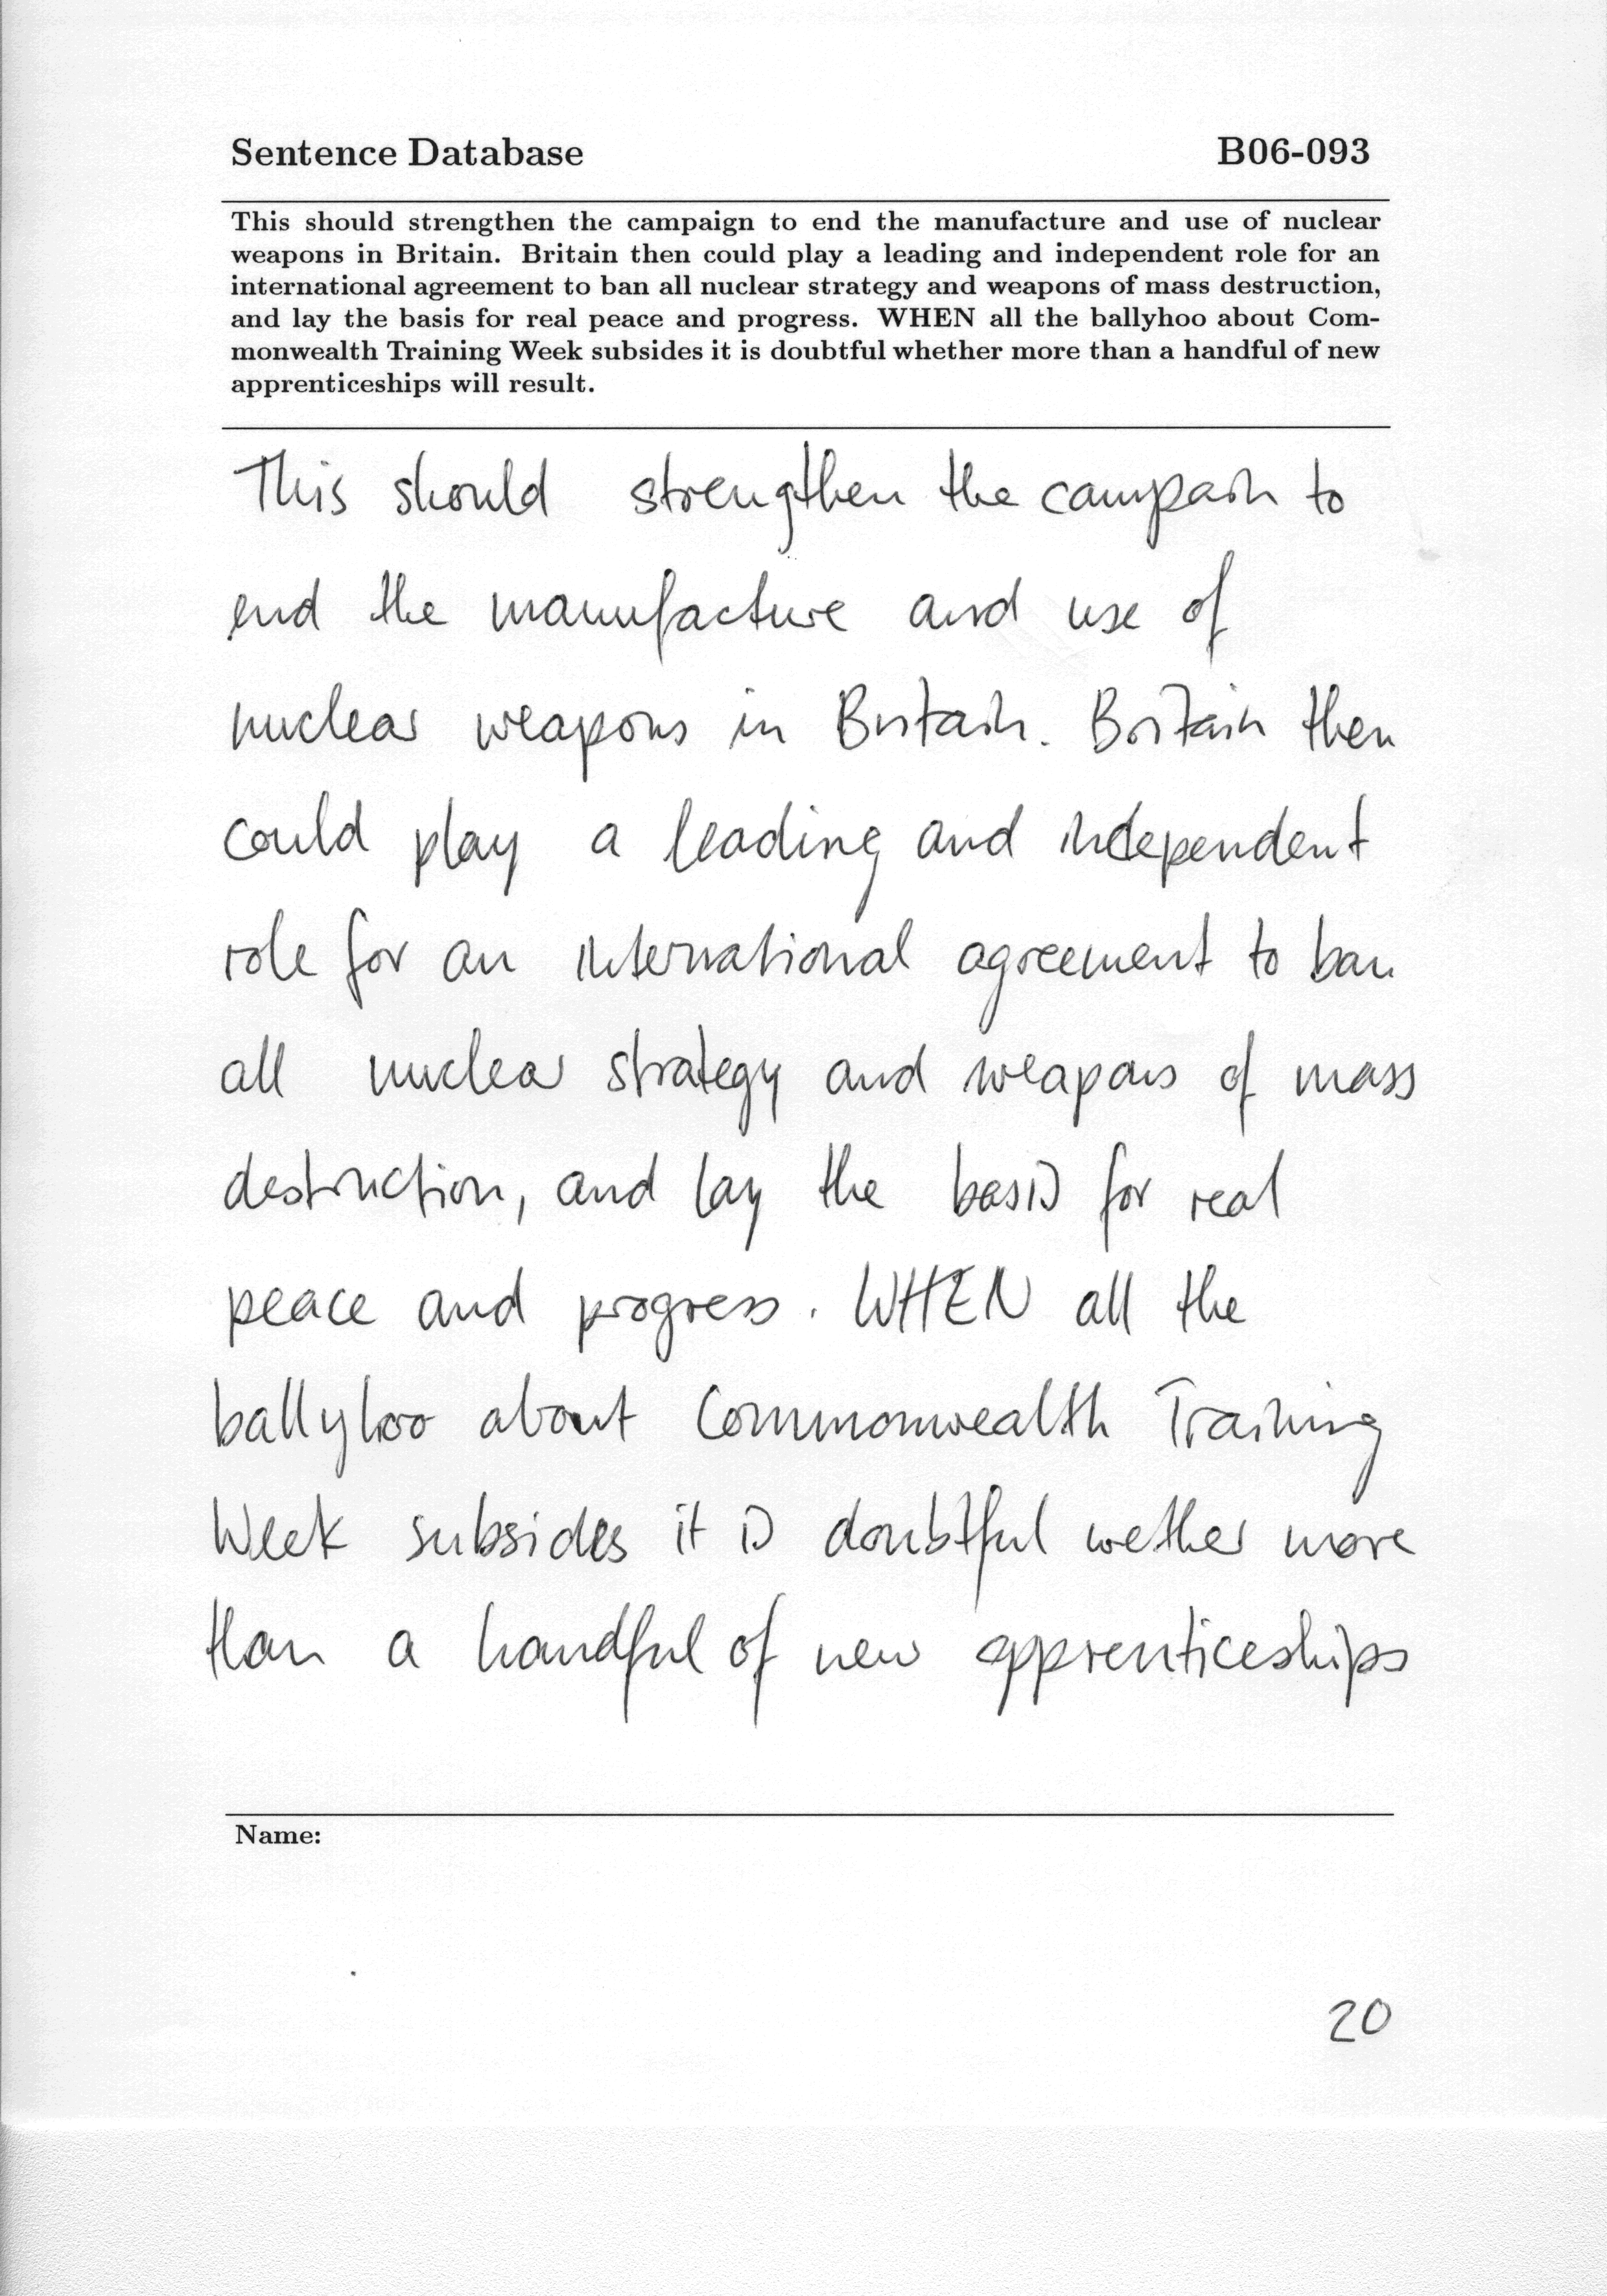 Sentence Database B06-093
This should strengthen the campaign to end the manufacture and use of nuclear
weapons in Britain. Britain then could play a leading and independent role for an
international agreement to ban all nuclear strategy and weapons of mass destruction,
and lay the basis for real peace and progress. WHEN all the ballyhoo about Com-
monwealth Training Week subsides it is doubtful whether more than a handful of new
apprenticeships will result.
This should strengthen the campain to
end the manufacture and use of
nuclear weapons in Britain. Britain then
could play a leading and independent
role for an international agreement to ban
all nuclear strategy and weapons of mass
destruction, and lay the basis for real
peace and progress. WHEN all the
ballyhoo about Commonwealth Training
Week subsides it is doubtful wether more
than a handful of new apprenticeships
Name:
20